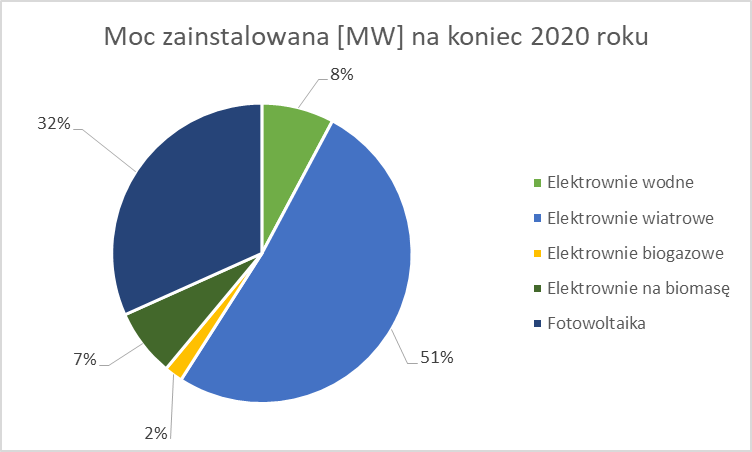 Moc zainstalowana [MW] na koniec 2020 roku
8%
32%
51%
7%
2%
Elektrownie wodne
Elektrownie wiatrowe
Elektrownie biogazowe
Elektrownie na biomasę
Fotowoltaika